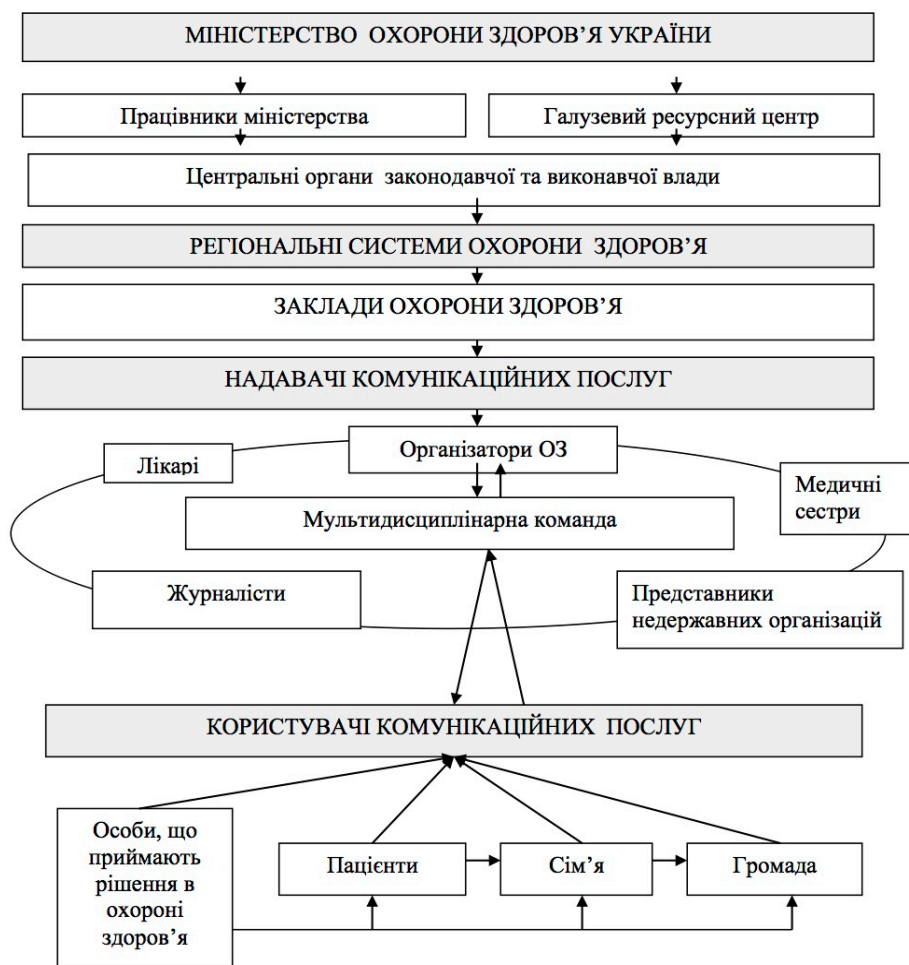 МІНІСТЕРСТВО ОХОРОНИ ЗДОРОВ’Я УКРАЇНИ
Працівники міністерства
Галузевий ресурсний центр
Центральні органи законодавчої та виконавчої влади
РЕГІОНАЛЬНІ СИСТЕМИ ОХОРОНИ ЗДОРОВ’Я
ЗАКЛАДИ ОХОРОНИ ЗДОРОВ’Я
НАДАВАЧІ КОМУНІКАЦІЙНИХ ПОСЛУГ
Організатори ОЗ
Лікарі
Медичні
сестри
Мультидисциплінарна команда
Журналісти
Представники
недержавних організацій
КОРИСТУВАЧІ КОМУНІКАЦІЙНИХ ПОСЛУГ
Особи, що
приймають
рішення в
охороні
здоров’я
Пацієнти
Сім’я
Громада